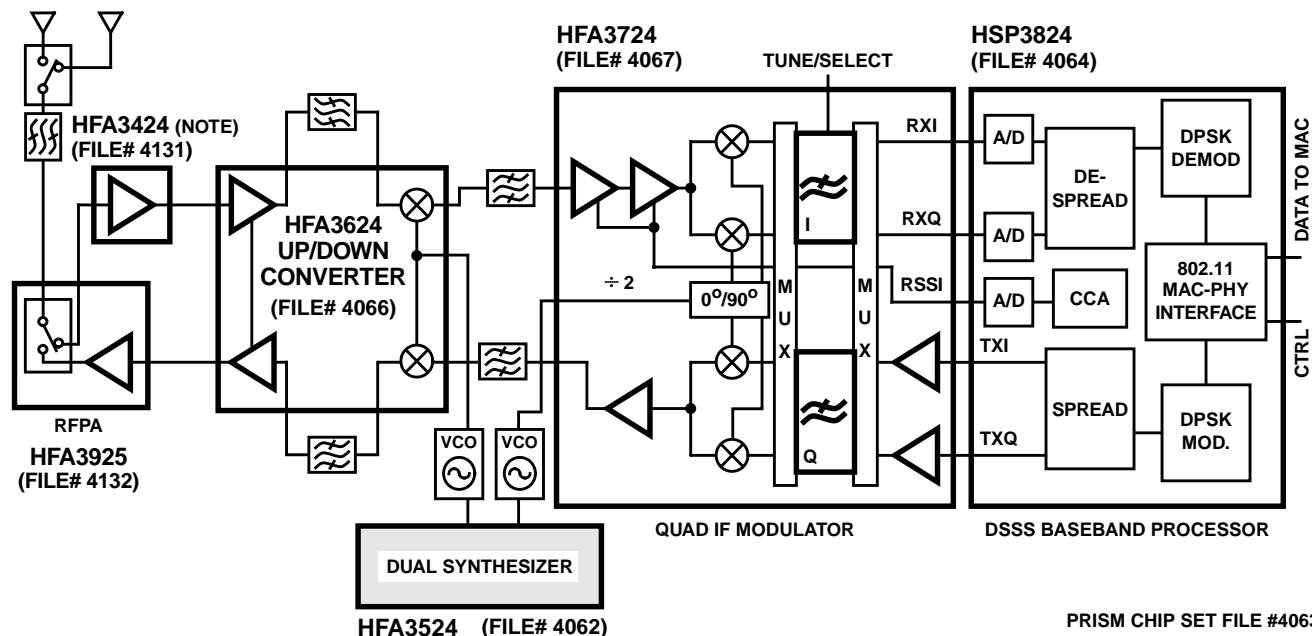 HFA3424 (NOTE)
(FILE# 4131)
HFA3624
UP/DOWN
CONVERTER
(FILE# 4066)
RFPA
HFA3925
(FILE# 4132)
VCO
VCO
DUAL SYNTHESIZER
HFA3524 (FILE# 4062)
HFA3724
(FILE# 4067)
TUNE/SELECT
I
÷ 2
0°/90°
M
U
X
M
U
X
Q
QUAD IF MODULATOR
RXI
RXQ
RSSI
TXI
TXQ
HSP3824
(FILE# 4064)
A/D
A/D
A/D
DE-
SPREAD
CCA
SPREAD
DPSK
DEMOD
802.11
MAC-PHY
INTERFACE
DPSK
MOD.
DATA TO MAC
CTRL
DSSS BASEBAND PROCESSOR
PRISM CHIP SET FILE #4063